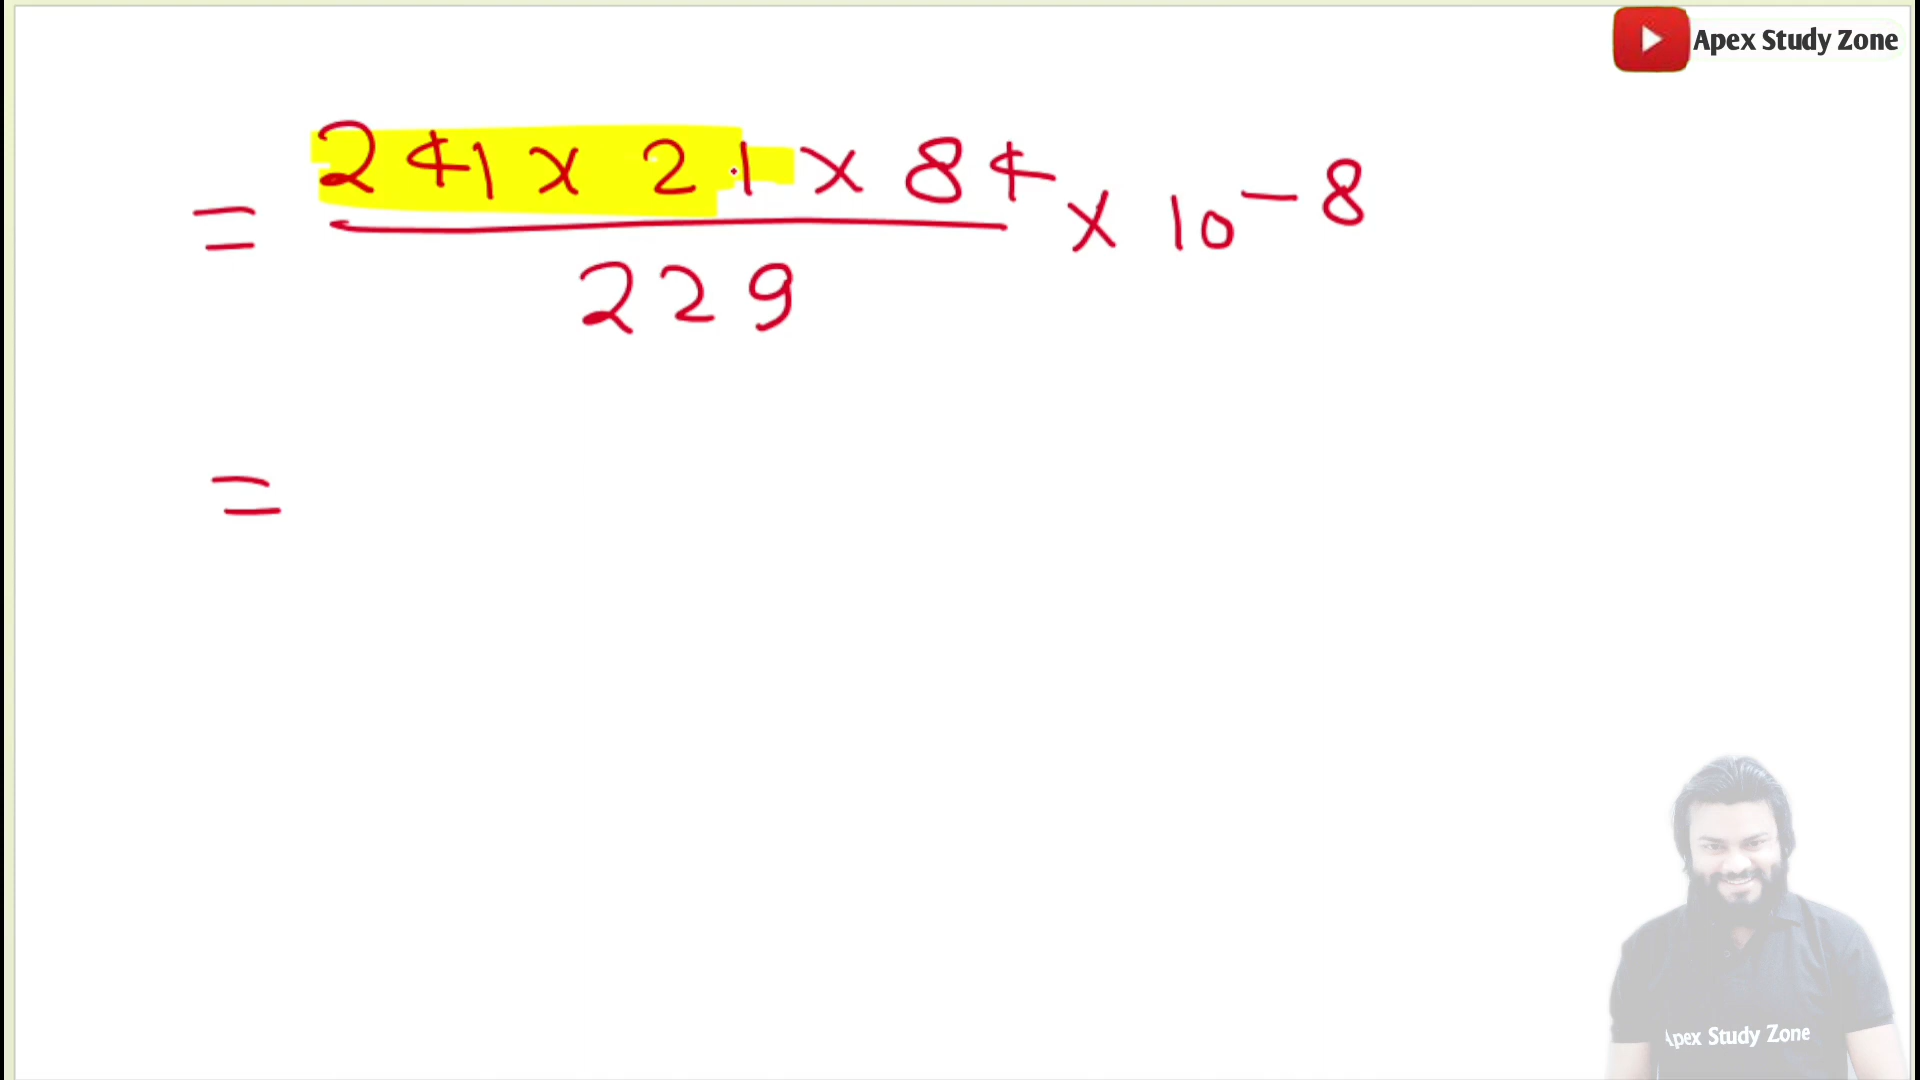 Apex Study Zone
= 241 x 21 x 84 / 229 x 10^-8
=
Apex Study Zone